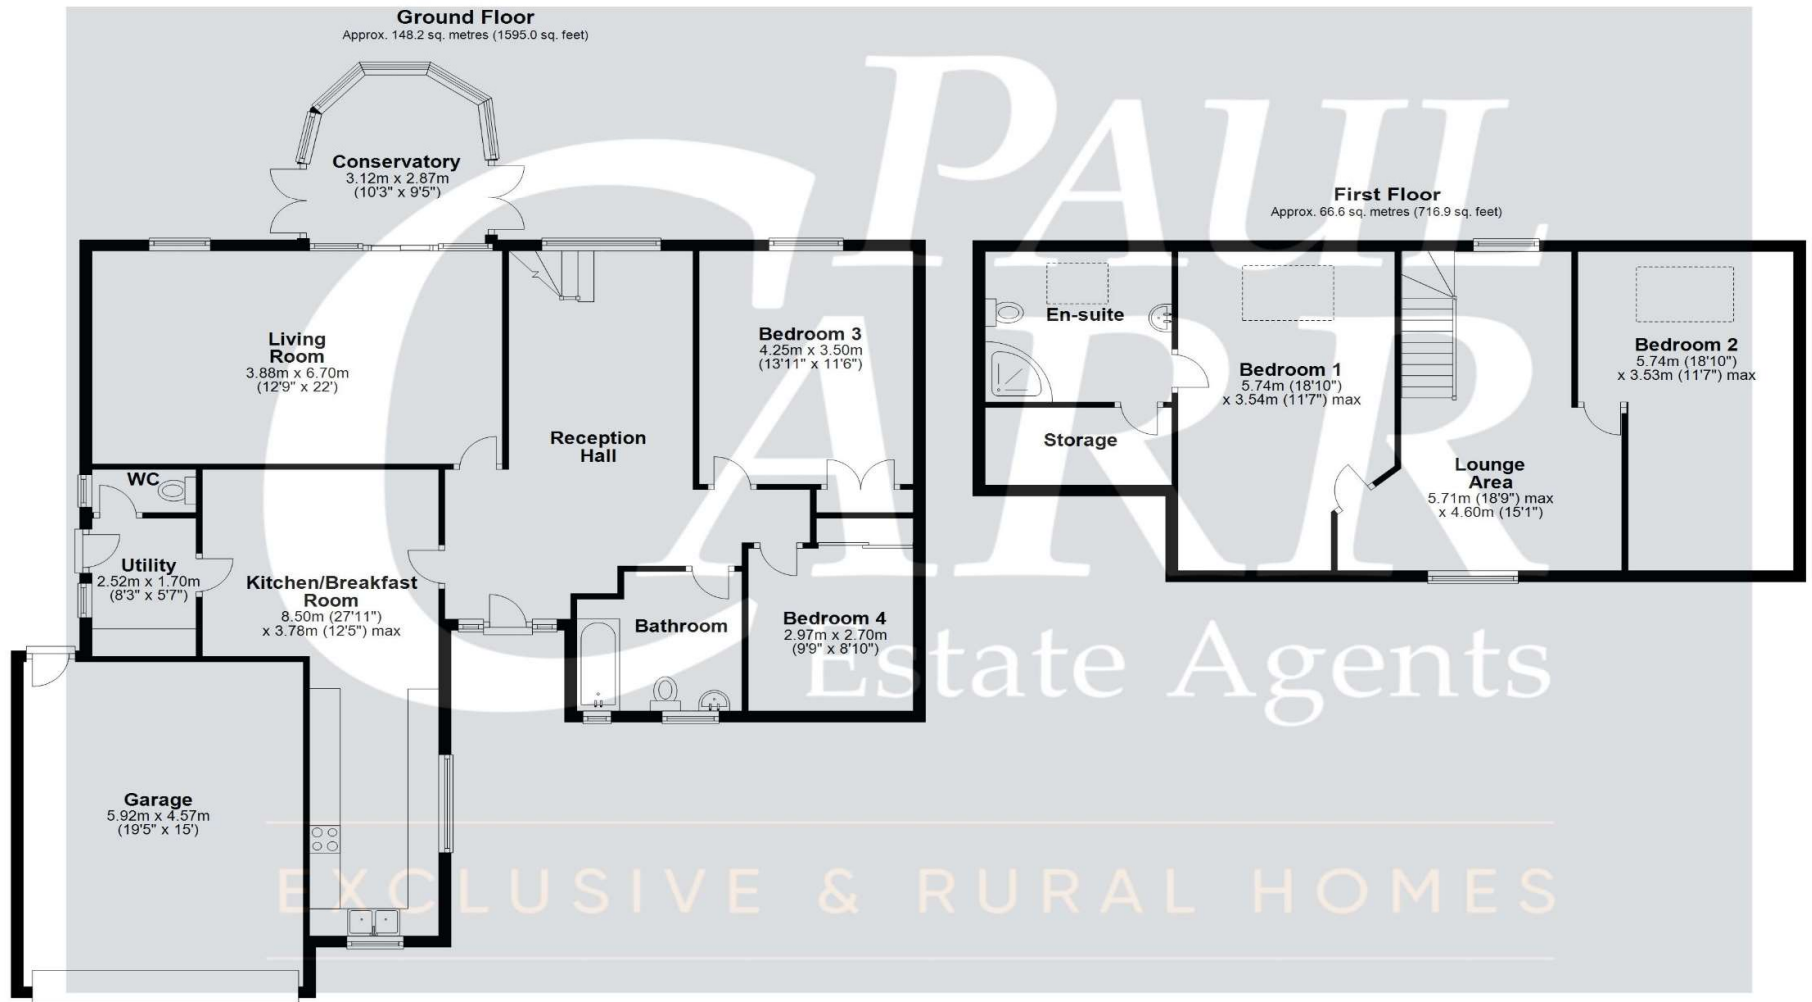 Ground Floor
Approx. 148.2 sq. metres (1595.0 sq. feet)
Conservatory
3.12m x 2.87m
(10'3" x 9'5")
Living
Room
3.88m x 6.70m
(12'9" x 22')
Reception
Hall
Bedroom 3
4.25m x 3.50m
(13'11" x 11'6")
WC
Utility
2.52m x 1.70m
(8'3" x 5'7")
Kitchen/Breakfast
Room
8.50m (27'11")
x 3.78m (12'5") max
Bathroom
Bedroom 4
2.97m x 2.70m
(9'9" x 8'10")
Garage
5.92m x 4.57m
(19'5" x 15')
First Floor
Approx. 66.6 sq. metres (716.9 sq. feet)
En-suite
Storage
Bedroom 1
5.74m (18'10")
x 3.54m (11'7") max
Lounge
Area
5.71m (18'9") max
x 4.60m (15'1")
Bedroom 2
5.74m (18'10")
x 3.53m (11'7") max
PAUL
CARR
Estate Agents
EXCLUSIVE & RURAL HOMES